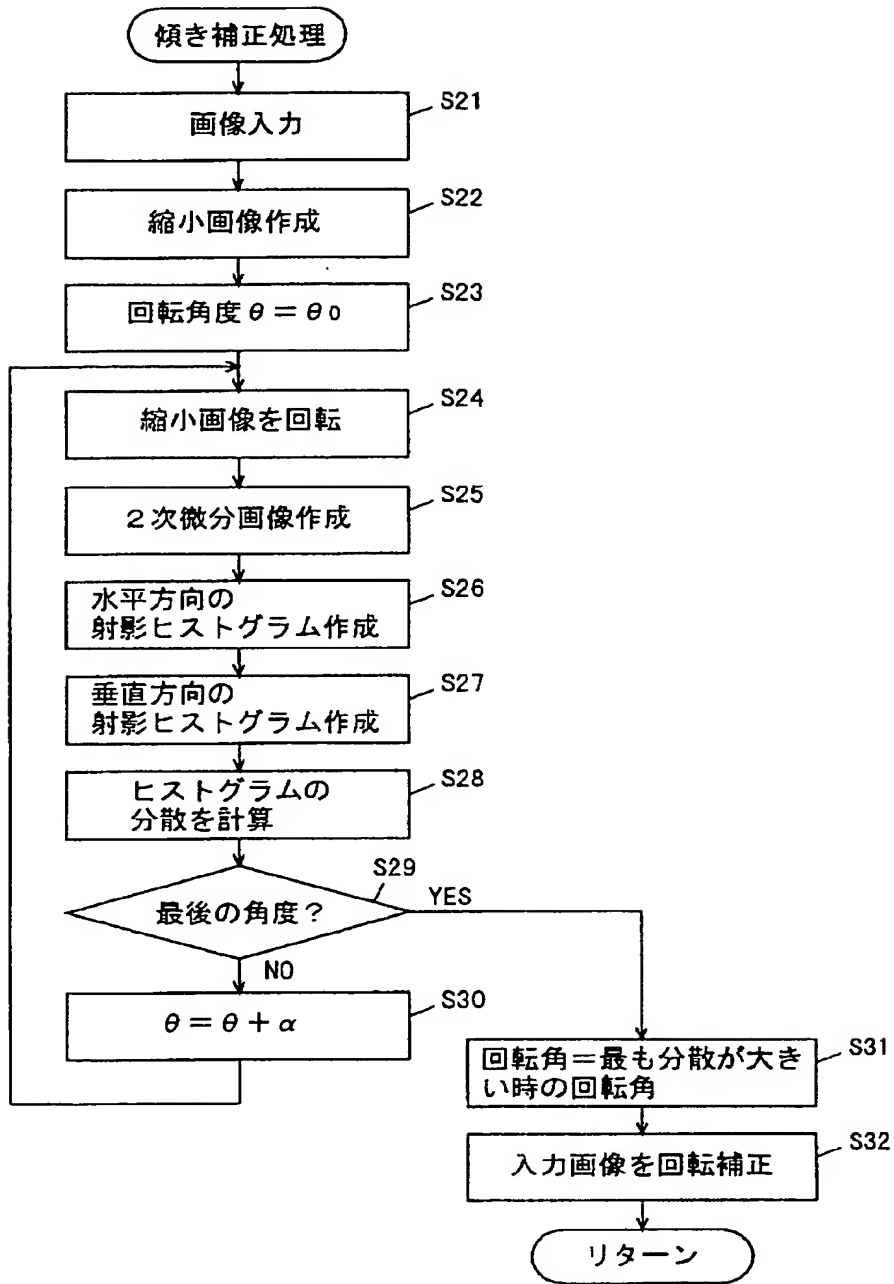 傾き補正処理
S21
画像入力
S22
縮小画像作成
S23
回転角度θ=θ0
S24
縮小画像を回転
S25
2次微分画像作成
S26
水平方向の
射影ヒストグラム作成
S27
垂直方向の
射影ヒストグラム作成
S28
ヒストグラムの
分散を計算
S29
最後の角度?
YES
NO
S30
θ=θ+α
S31
回転角=最も分散が大き
い時の回転角
S32
入力画像を回転補正
リターン